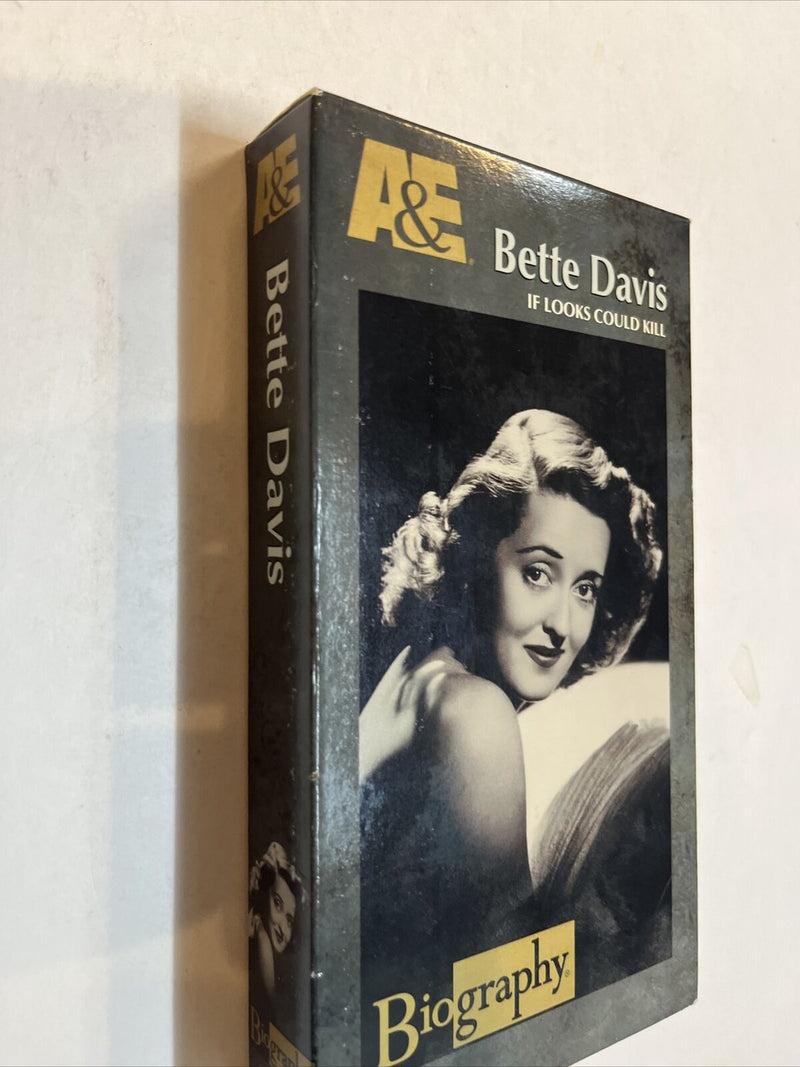 A&E
Bette Davis
A&E
Bette Davis
IF LOOKS COULD KILL
Biography